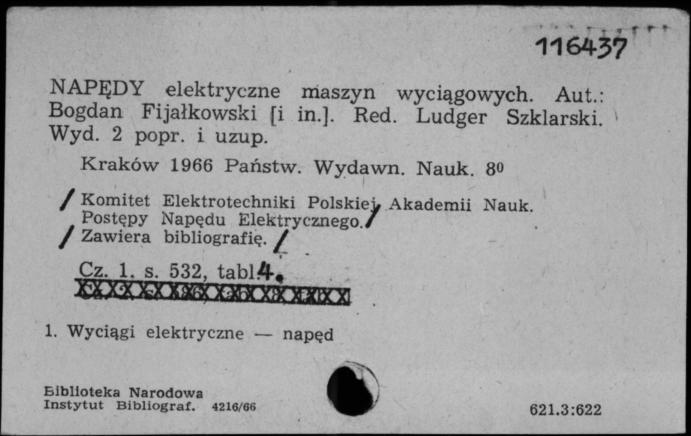 116437
NAPĘDY elektryczne maszyn wyciągowych. Aut.:
Bogdan Fijałkowski [i in.]. Red. Ludger Szklarski.
Wyd. 2 popr. i uzup.
Kraków 1966 Państw. Wydawn. Nauk. 8º
/ Komitet Elektrotechniki Polskiej Akademii Nauk.
Postępy Napędu Elektrycznego./
/ Zawiera bibliografię. /
Cz. 1. s. 532, tabl. 4.
1. Wyciągi elektryczne — napęd
Biblioteka Narodowa
Instytut Bibliograf. 4216/66
621.3:622